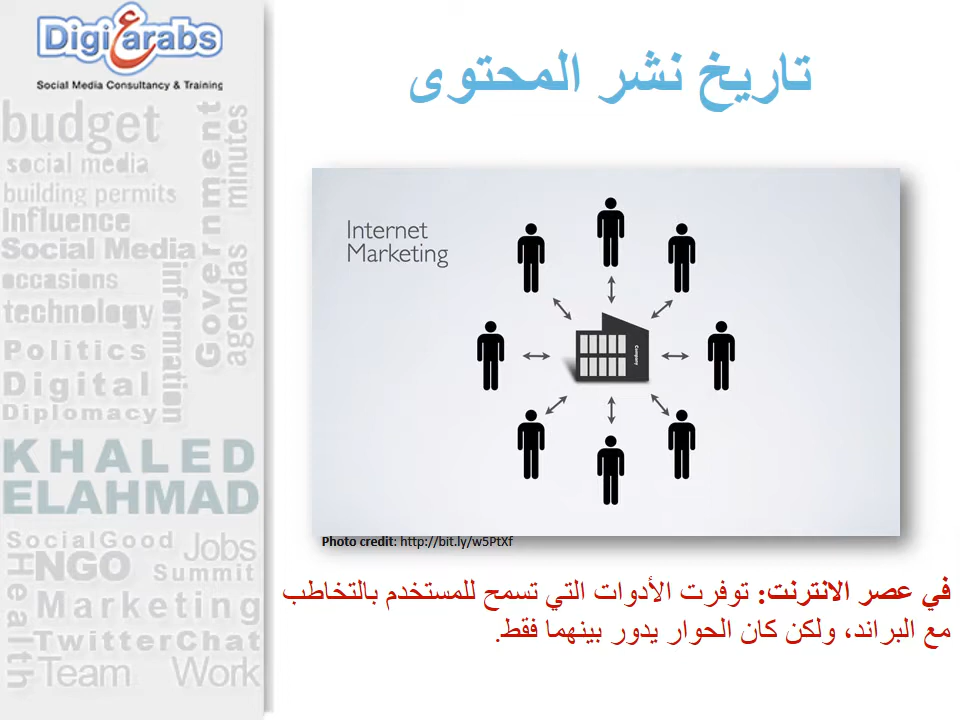 Digi عarabs
Social Media Consultancy & Training
budget
social media
building permits
Influence
Social Media
occasions
technology
Politics
Digital
Diplomacy
Government
minutes
agendas
information
KHALED
ELAHMAD
SocialGood
NGO
Jobs
Summit
Health
Marketing
TwitterChat
Team Work
تاريخ نشر المحتوى
Internet
Marketing
Company
Photo credit: http://bit.ly/w5PtXf
في عصر الانترنت: توفرت الأدوات التي تسمح للمستخدم بالتخاطب
مع البراند، ولكن كان الحوار يدور بينهما فقط.